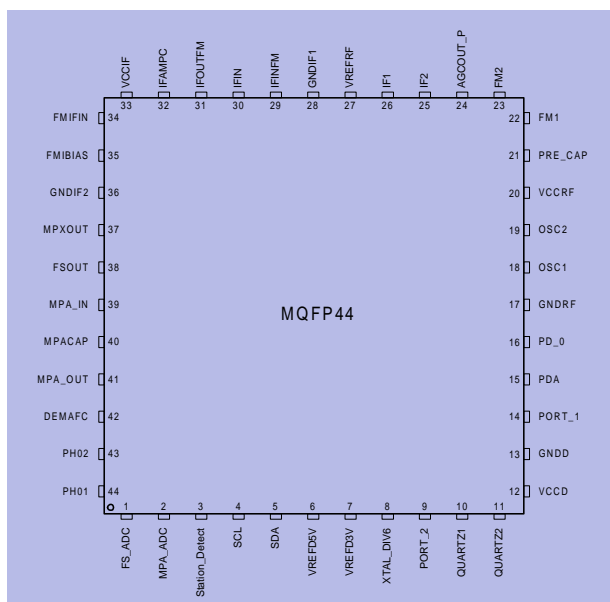 VCCIF IFAMPC IFOUTFM IFIN IFINFM GNDIF1 VREFRF IF1 IF2 AGCOUT_P FM2
33 32 31 30 29 28 27 26 25 24 23
FMIFIN 34 22 FM1
FMIBIAS 35 21 PRE_CAP
GNDIF2 36 20 VCCRF
MPXOUT 37 19 OSC2
FSOUT 38 18 OSC1
MPA_IN 39 17 GNDRF
MQFP44
MPACAP 40 16 PD_0
MPA_OUT 41 15 PDA
DEMAFC 42 14 PORT_1
PH02 43 13 GNDD
PH01 44 12 VCCD
1 2 3 4 5 6 7 8 9 10 11
FS_ADC MPA_ADC Station_Detect SCL SDA VREFD5V VREFD3V XTAL_DIV6 PORT_2 QUARTZ1 QUARTZ2